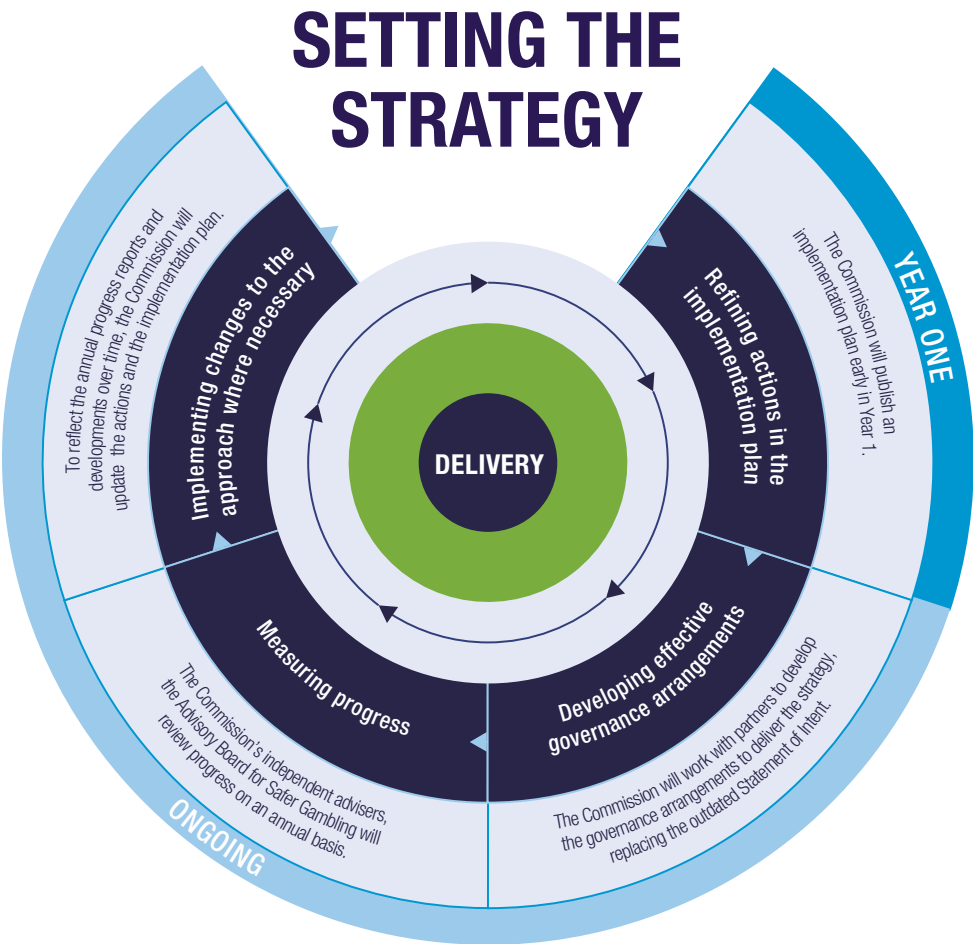 SETTING THE
STRATEGY
YEAR ONE
The Commission will publish an
implementation plan early in Year 1.
Refining actions in the
implementation plan
Developing effective
governance arrangements
The Commission will work with partners to develop
the governance arrangements to deliver the strategy,
replacing the outdated Statement of Intent.
Measuring progress
The Commission's independent advisers,
the Advisory Board for Safer Gambling will
review progress on an annual basis.
ONGOING
Implementing changes to the
approach where necessary
To reflect the annual progress reports and
developments over time, the Commission will
update the actions and the implementation plan.
DELIVERY